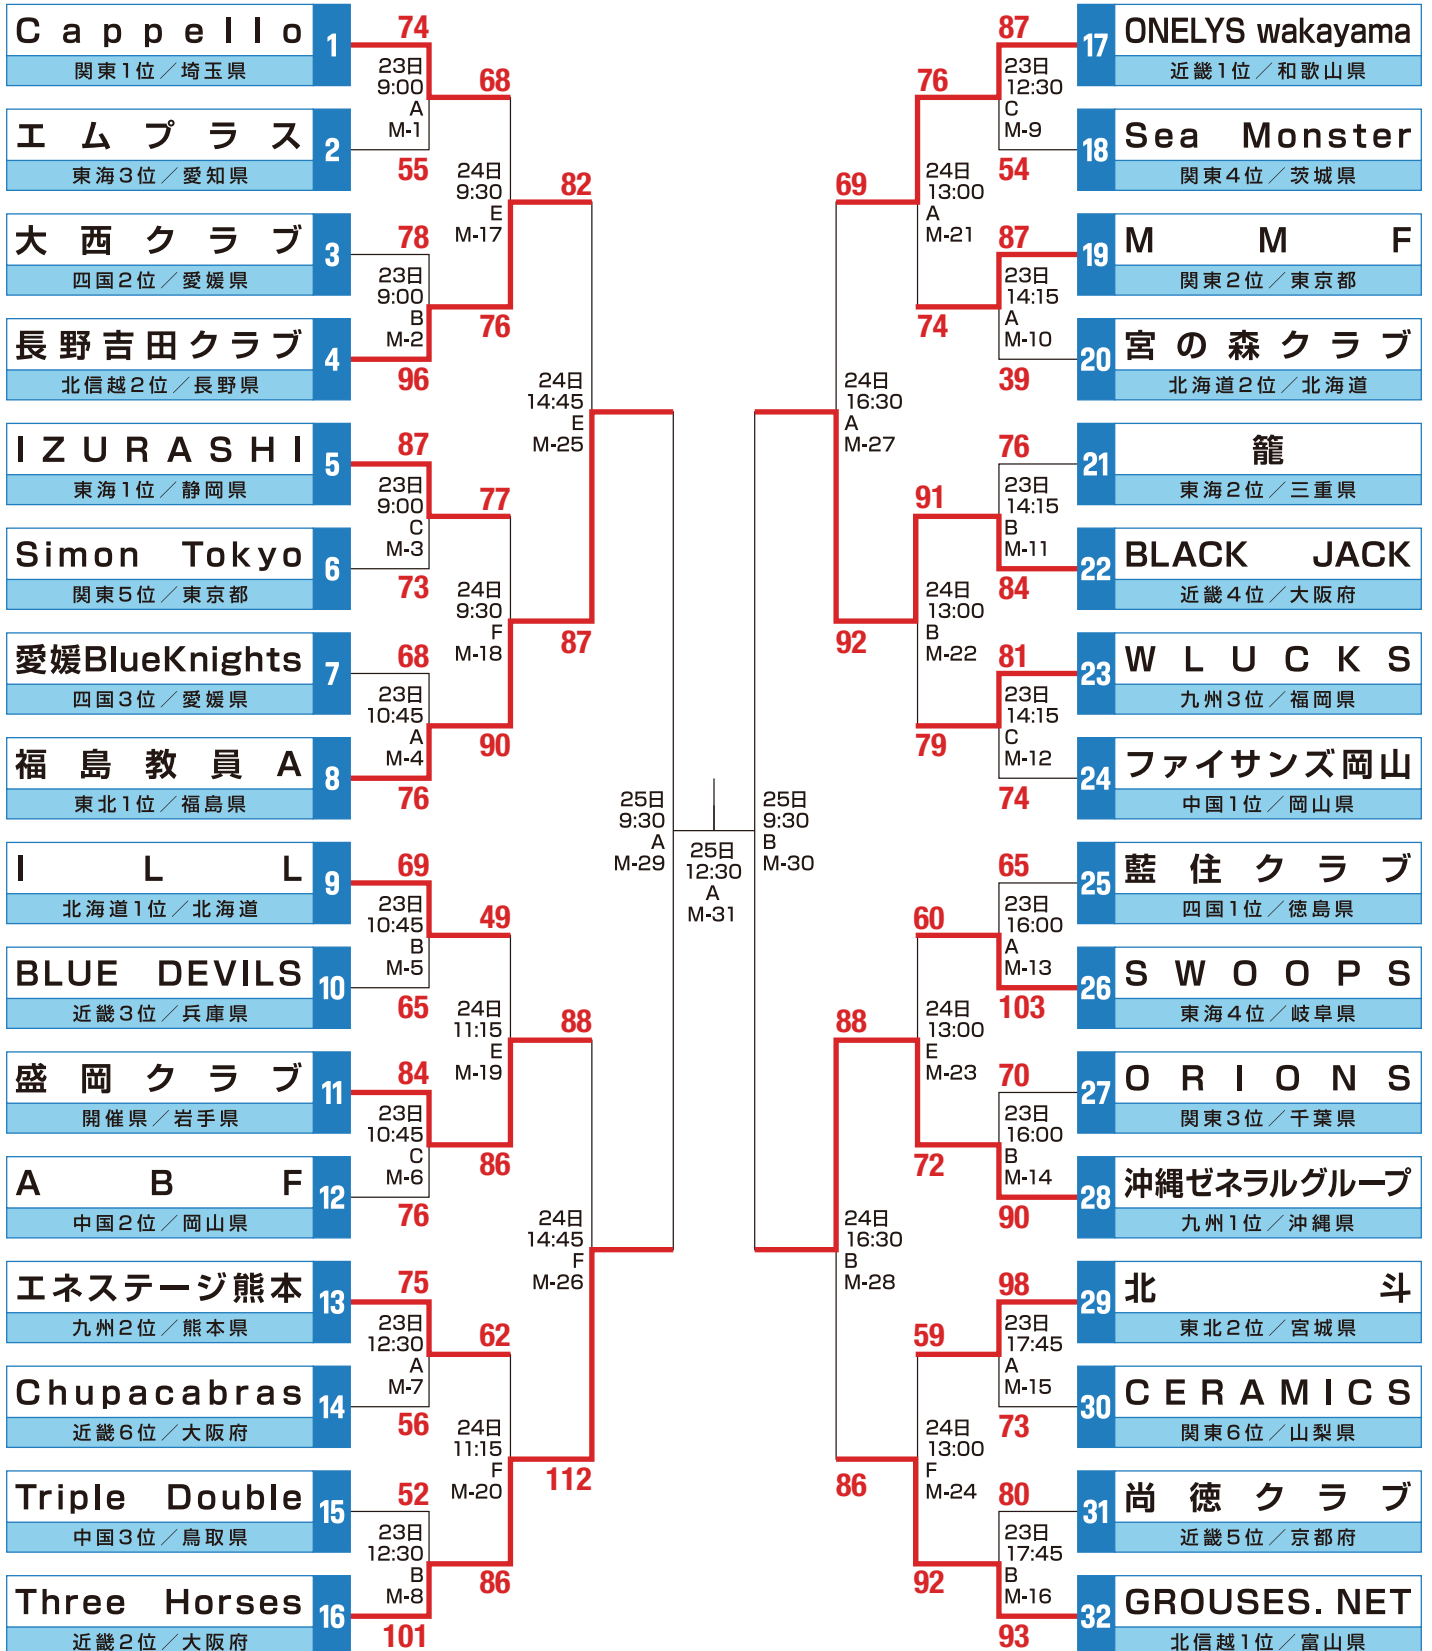 Cappello
1
関東1位／埼玉県
エムプラス
2
東海3位／愛知県
大西クラブ
3
四国2位／愛媛県
長野吉田クラブ
4
北信越2位／長野県
IZURASHI
5
東海1位／静岡県
Simon Tokyo
6
関東5位／東京都
愛媛BlueKnights
7
四国3位／愛媛県
福島教員A
8
東北1位／福島県
ILL
9
北海道1位／北海道
BLUE DEVILS
10
近畿3位／兵庫県
盛岡クラブ
11
開催県／岩手県
ABF
12
中国2位／岡山県
エネステージ熊本
13
九州2位／熊本県
Chupacabras
14
近畿6位／大阪府
Triple Double
15
中国3位／鳥取県
Three Horses
16
近畿2位／大阪府
74
23日
9:00
A
M-1
55
78
23日
9:00
B
M-2
96
87
23日
9:00
C
M-3
73
68
23日
10:45
A
M-4
76
69
23日
10:45
B
M-5
65
84
23日
10:45
C
M-6
76
75
23日
12:30
A
M-7
56
52
23日
12:30
B
M-8
101
68
24日
9:30
E
M-17
76
77
24日
9:30
F
M-18
90
49
24日
11:15
E
M-19
86
62
24日
11:15
F
M-20
86
82
24日
14:45
E
M-25
87
88
24日
14:45
F
M-26
112
25日
9:30
A
M-29
25日
12:30
A
M-31
25日
9:30
B
M-30
69
24日
16:30
A
M-27
92
88
24日
16:30
B
M-28
86
76
24日
13:00
A
M-21
74
91
24日
13:00
B
M-22
79
60
24日
13:00
E
M-23
72
59
24日
13:00
F
M-24
92
87
23日
12:30
C
M-9
54
87
23日
14:15
A
M-10
39
76
23日
14:15
B
M-11
84
81
23日
14:15
C
M-12
74
65
23日
16:00
A
M-13
103
70
23日
16:00
B
M-14
90
98
23日
17:45
A
M-15
73
80
23日
17:45
B
M-16
93
17
ONELYS wakayama
近畿1位／和歌山県
18
Sea Monster
関東4位／茨城県
19
MMF
関東2位／東京都
20
宮の森クラブ
北海道2位／北海道
21
籠
東海2位／三重県
22
BLACK JACK
近畿4位／大阪府
23
WLUCKS
九州3位／福岡県
24
ファイサンズ岡山
中国1位／岡山県
25
藍住クラブ
四国1位／徳島県
26
SWOOPS
東海4位／岐阜県
27
ORIONS
関東3位／千葉県
28
沖縄ゼネラルグループ
九州1位／沖縄県
29
北斗
東北2位／宮城県
30
CERAMICS
関東6位／山梨県
31
尚徳クラブ
近畿5位／京都府
32
GROUSES. NET
北信越1位／富山県